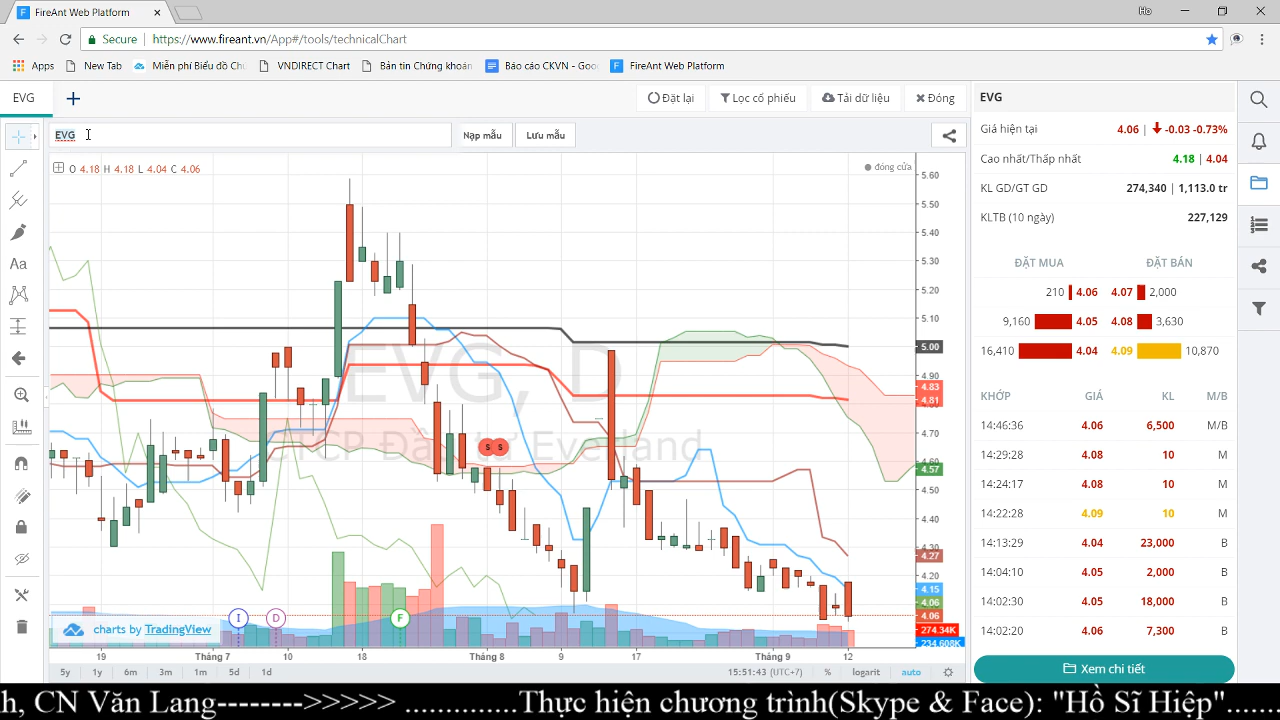 FireAnt Web Platform
Secure https://www.fireant.vn/App#/tools/technicalChart
Apps New Tab Miễn phí Biểu đồ Chứ VNDIRECT Chart Bản tin Chứng khoán Báo cáo CKVN - Goo FireAnt Web Platform
EVG
Đặt lại Lọc cổ phiếu Tải dữ liệu Đóng
EVG Nạp mẫu Lưu mẫu
O 4.18 H 4.18 L 4.04 C 4.06
đóng cửa
EVG, D
CTCP Đầu tư Everland
5.60
5.50
5.40
5.30
5.20
5.10
5.00
4.90
4.83
4.81
4.70
4.60
4.57
4.50
4.40
4.30
4.27
4.20
4.15
4.06
4.06
274.34K
234.608K
S S
I D F
charts by TradingView
19 Tháng 7 10 18 Tháng 8 9 17 Tháng 9 12
5y 1y 6m 3m 1m 5d 1d 15:51:43 (UTC+7) % logarit auto
Aa
EVG
Giá hiện tại 4.06 | -0.03 -0.73%
Cao nhất/Thấp nhất 4.18 | 4.04
KL GD/GT GD 274,340 | 1,113.0 tr
KLTB (10 ngày) 227,129
ĐẶT MUA ĐẶT BÁN
210 4.06 4.07 2,000
9,160 4.05 4.08 3,630
16,410 4.04 4.09 10,870
KHỚP GIÁ KL M/B
14:46:36 4.06 6,500 M/B
14:29:28 4.08 10 M
14:24:17 4.08 10 M
14:22:28 4.09 10 M
14:13:29 4.04 23,000 B
14:04:10 4.05 2,000 B
14:02:30 4.05 18,000 B
14:02:20 4.06 7,300 B
Xem chi tiết
h, CN Văn Lang-------->>>>> ..............Thực hiện chương trình(Skype & Face): "Hồ Sĩ Hiệp".......